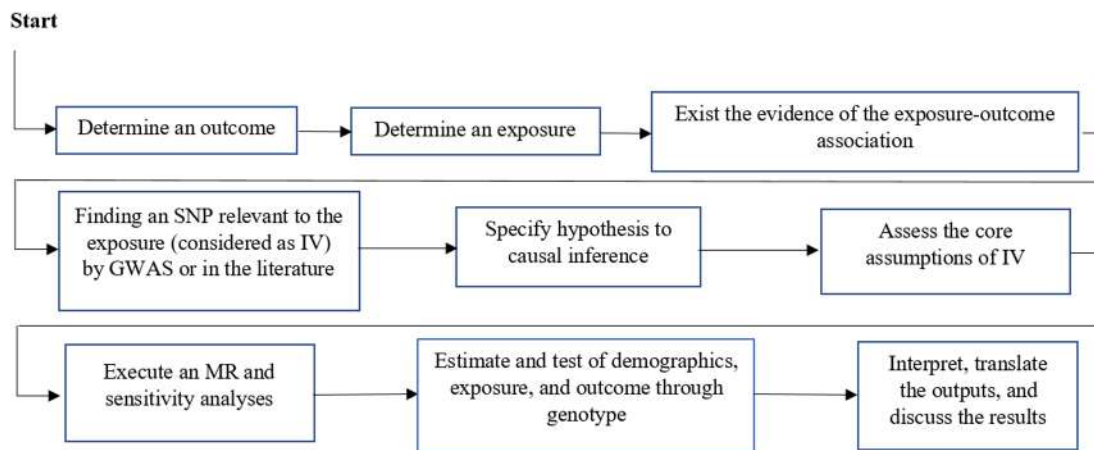 Start
Determine an outcome
Determine an exposure
Exist the evidence of the exposure-outcome
association
Finding an SNP relevant to the
exposure (considered as IV)
by GWAS or in the literature
Specify hypothesis to
causal inference
Assess the core
assumptions of IV
Execute an MR and
sensitivity analyses
Estimate and test of demographics,
exposure, and outcome through
genotype
Interpret, translate
the outputs, and
discuss the results